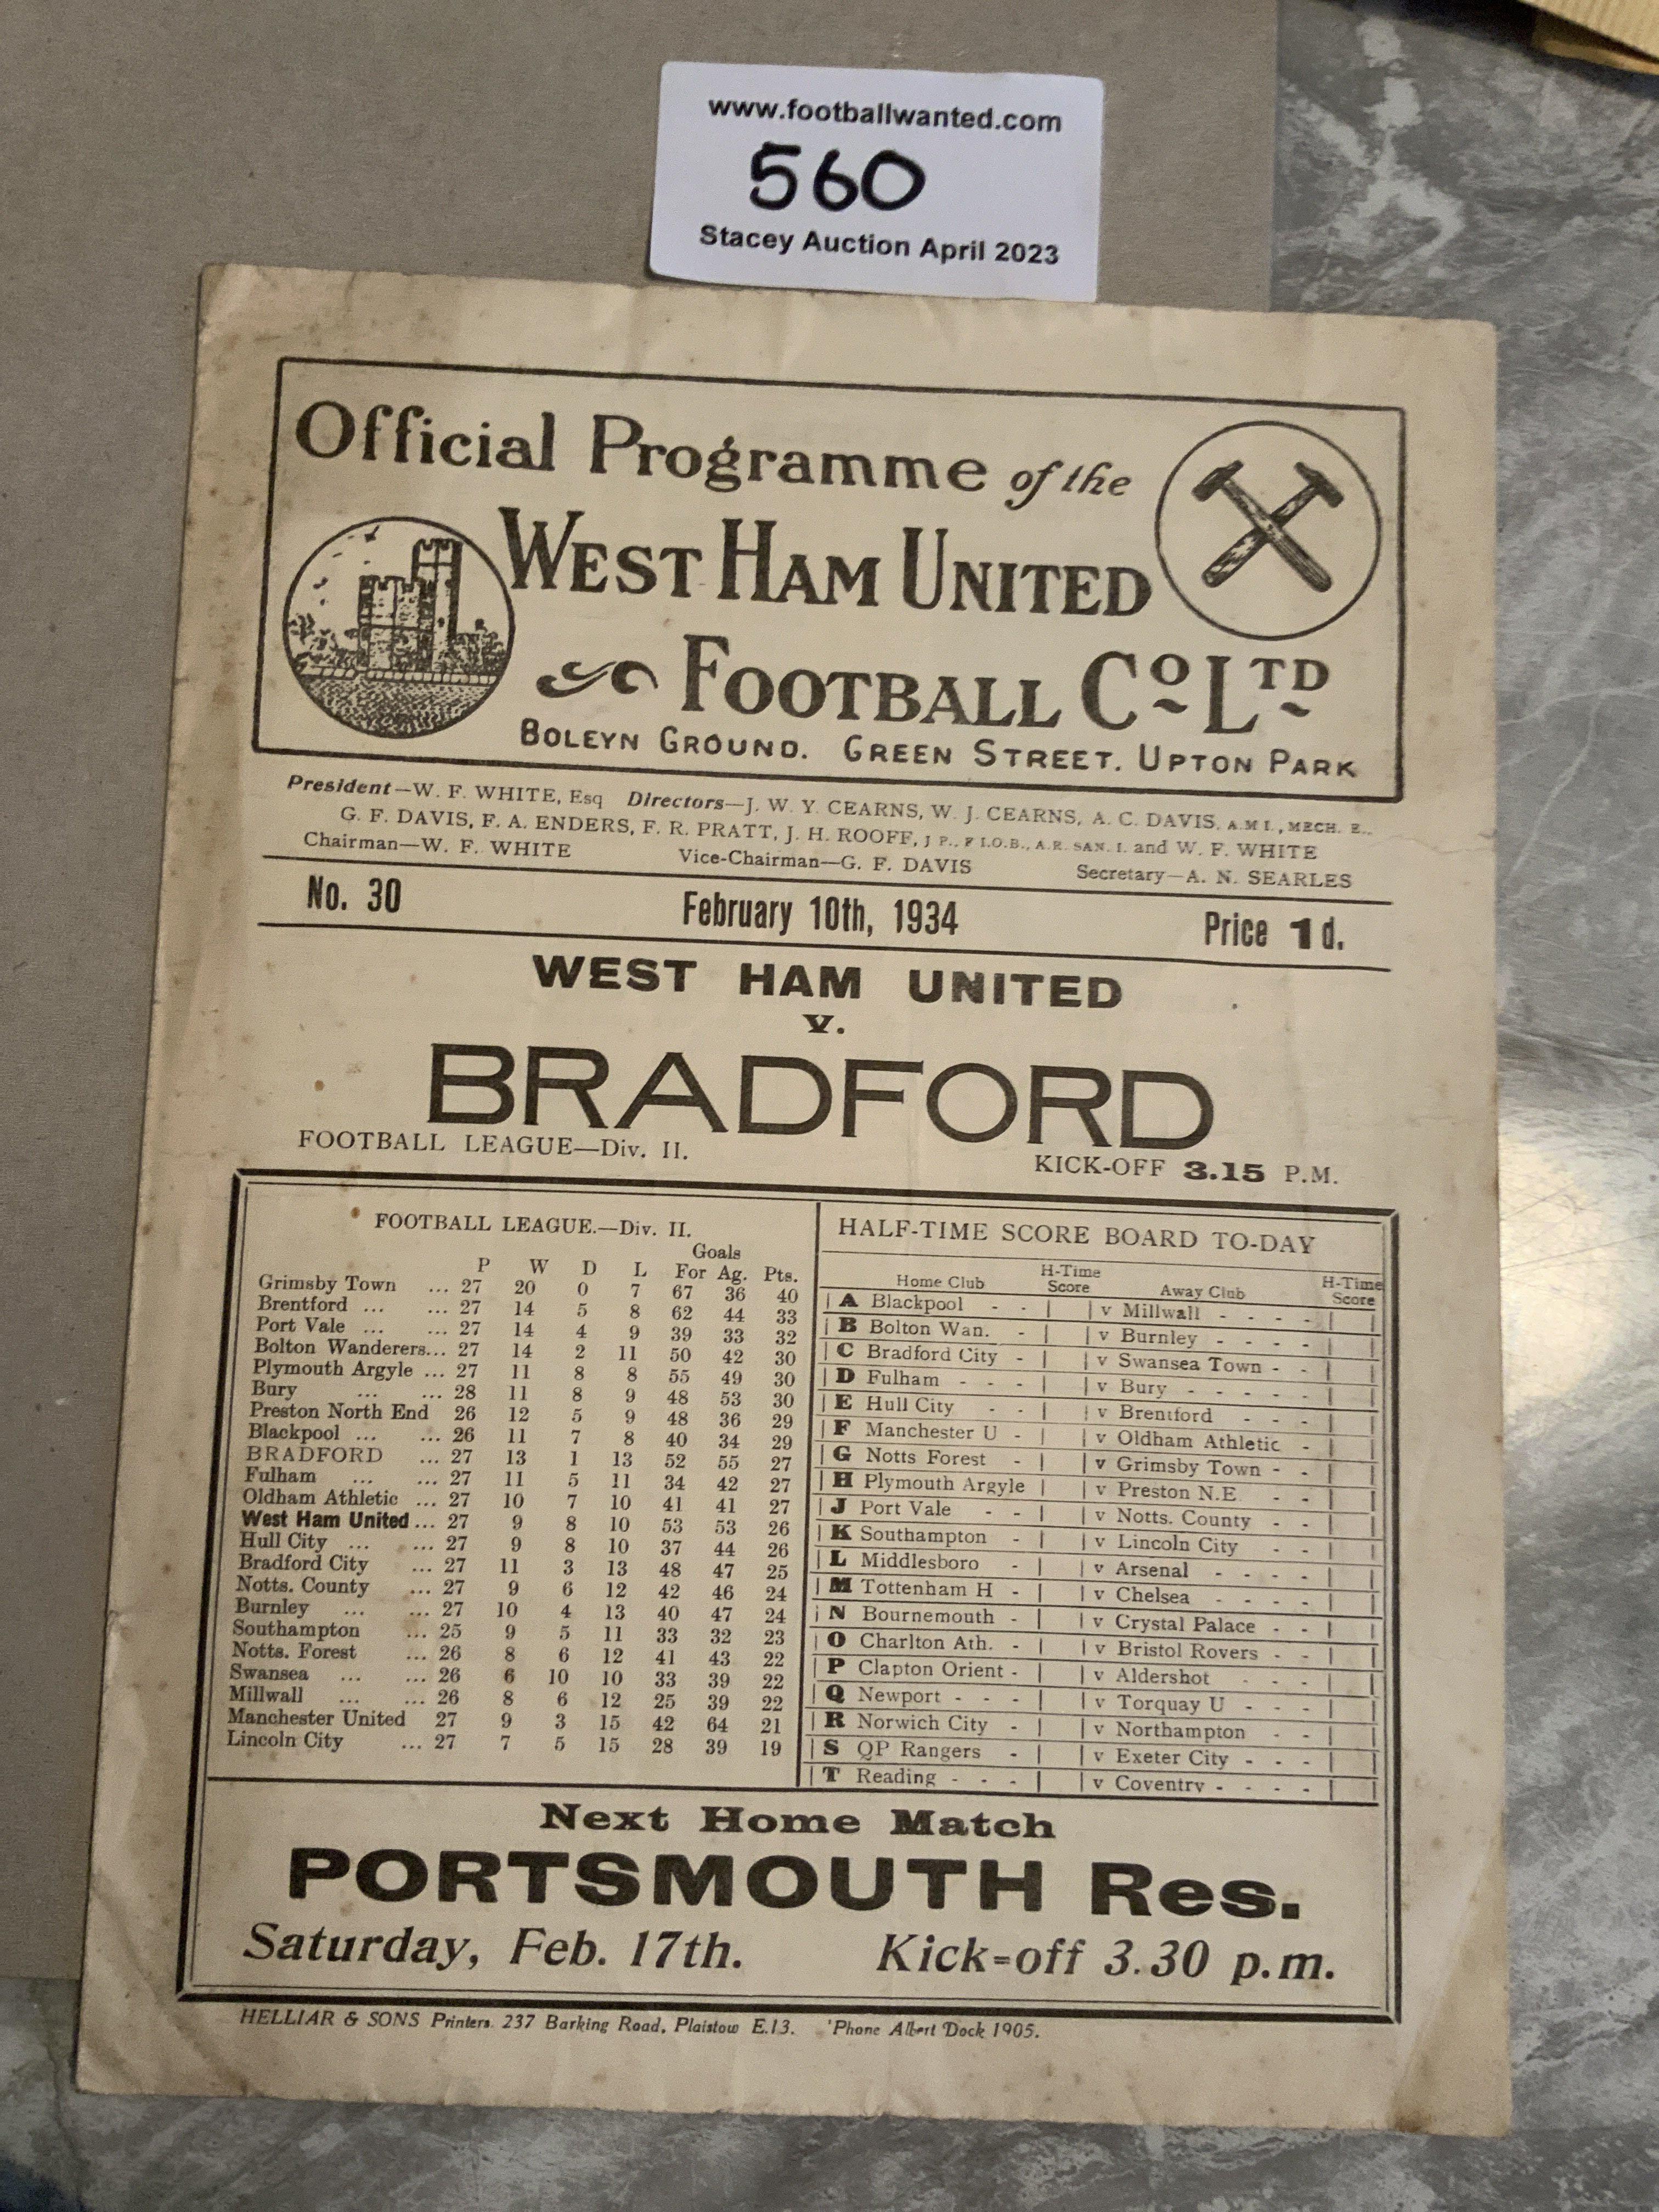 www.footballwanted.com
560
Stacey Auction April 2023
Official Programme of the
WEST HAM UNITED
FOOTBALL Co LTD
BOLEYN GROUND. GREEN STREET. UPTON PARK
President—W. F. WHITE, Esq Directors—J. W. Y. CEARNS, W. J. CEARNS, A. C. DAVIS, A.M.I., MECH. E.,
G. F. DAVIS, F. A. ENDERS, F. R. PRATT, J. H. ROOFF, J P., F I.O.B., A.R. SAN. I. and W. F. WHITE
Chairman—W. F. WHITE Vice-Chairman—G. F. DAVIS Secretary—A. N. SEARLES
No. 30 February 10th, 1934 Price 1d.
WEST HAM UNITED
v.
BRADFORD
FOOTBALL LEAGUE—Div. II. KICK-OFF 3.15 P.M.
FOOTBALL LEAGUE.—Div. II.
Goals
P W D L For Ag. Pts.
Grimsby Town ... 27 20 0 7 67 36 40
Brentford ... ... 27 14 5 8 62 44 33
Port Vale ... ... 27 14 4 9 39 33 32
Bolton Wanderers... 27 14 2 11 50 42 30
Plymouth Argyle ... 27 11 8 8 55 49 30
Bury ... ... 28 11 8 9 48 53 30
Preston North End 26 12 5 9 48 36 29
Blackpool ... ... 26 11 7 8 40 34 29
BRADFORD ... 27 13 1 13 52 55 27
Fulham ... ... 27 11 5 11 34 42 27
Oldham Athletic ... 27 10 7 10 41 41 27
West Ham United... 27 9 8 10 53 53 26
Hull City ... ... 27 9 8 10 37 44 26
Bradford City ... 27 11 3 13 48 47 25
Notts. County ... 27 9 6 12 42 46 24
Burnley ... ... 27 10 4 13 40 47 24
Southampton ... 25 9 5 11 33 32 23
Notts. Forest ... 26 8 6 12 41 43 22
Swansea ... ... 26 6 10 10 33 39 22
Millwall ... ... 26 8 6 12 25 39 22
Manchester United 27 9 3 15 42 64 21
Lincoln City ... 27 7 5 15 28 39 19
HALF-TIME SCORE BOARD TO-DAY
Home Club H-Time Score Away Club H-Time Score
A Blackpool - - v Millwall - - - -
B Bolton Wan. - v Burnley - - - -
C Bradford City - v Swansea Town - -
D Fulham - - - v Bury - - - - -
E Hull City - - v Brentford - - -
F Manchester U - v Oldham Athletic -
G Notts Forest - v Grimsby Town - -
H Plymouth Argyle v Preston N.E. - -
J Port Vale - - v Notts. County - -
K Southampton - v Lincoln City - -
L Middlesboro - v Arsenal - - - -
M Tottenham H - v Chelsea - - - -
N Bournemouth - v Crystal Palace - -
O Charlton Ath. - v Bristol Rovers - -
P Clapton Orient - v Aldershot - - -
Q Newport - - - v Torquay U - - -
R Norwich City - v Northampton - -
S QP Rangers - v Exeter City - - -
T Reading - - - v Coventry - - - -
Next Home Match
PORTSMOUTH Res.
Saturday, Feb. 17th. Kick=off 3.30 p.m.
HELLIAR & SONS Printers. 237 Barking Road, Plaistow E.13. 'Phone Albert Dock 1905.